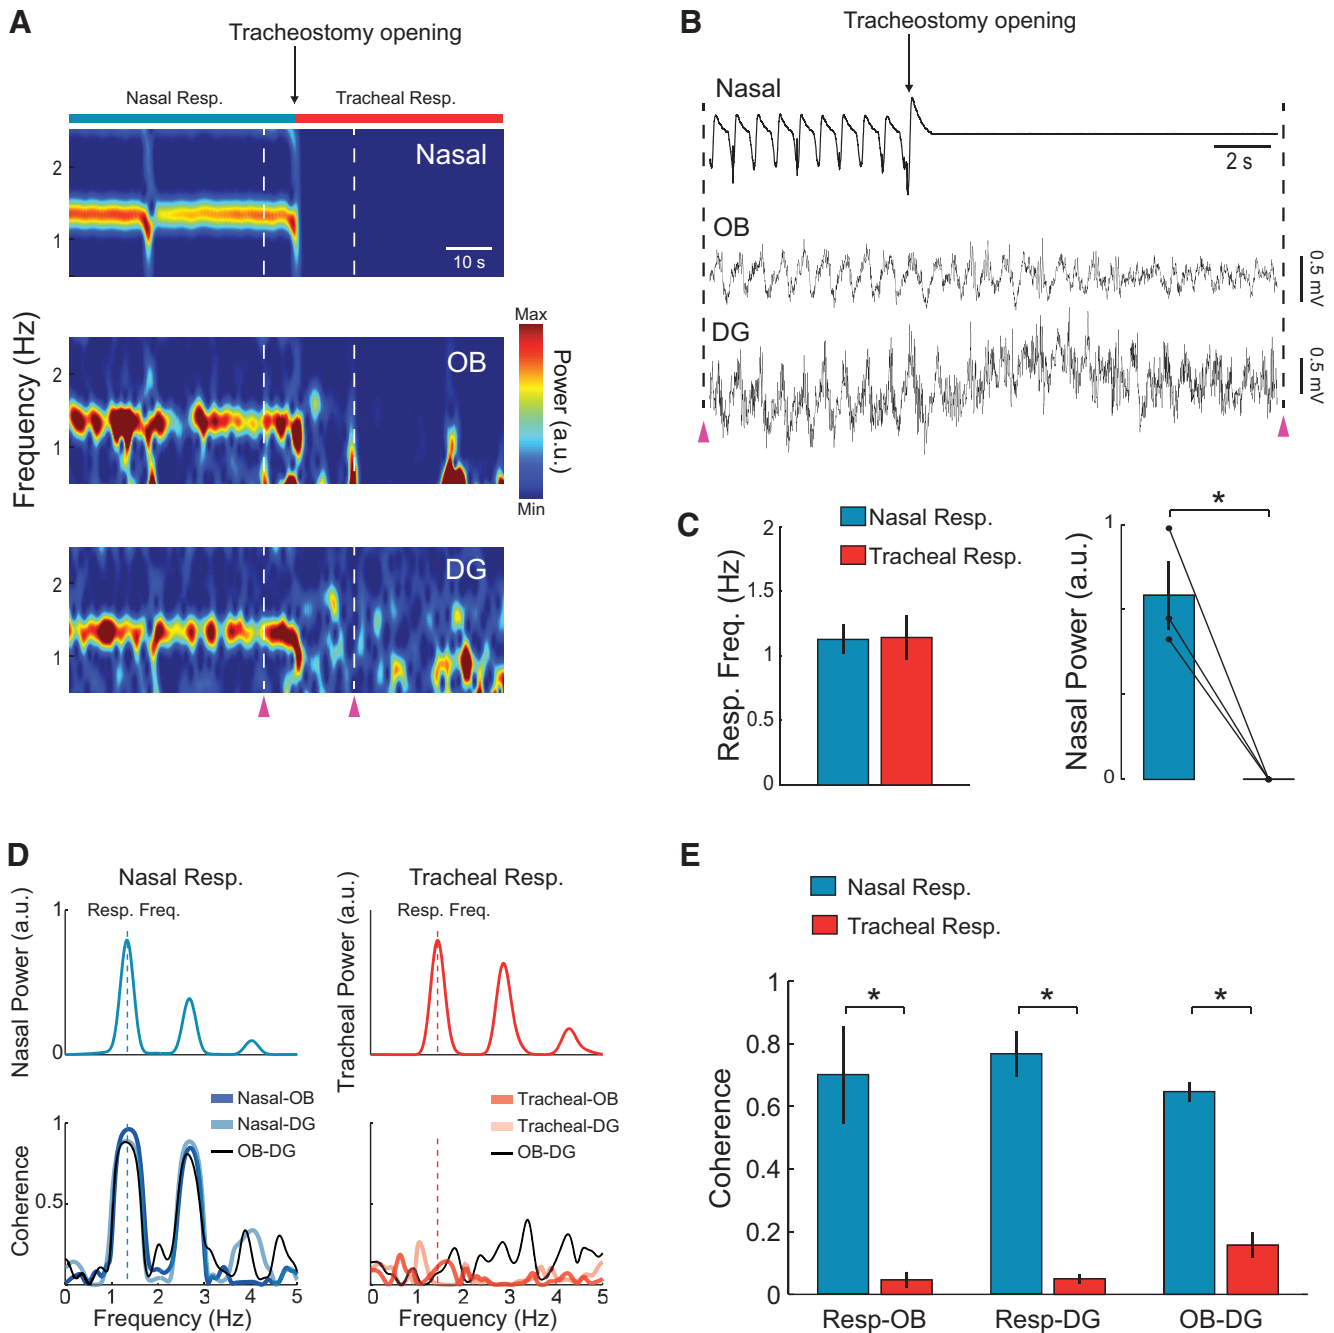 A
Tracheostomy opening
Nasal Resp.
Tracheal Resp.
Nasal
2
1
10 s
Frequency (Hz)
OB
2
1
Max
Power (a.u.)
Min
DG
2
1
B
Tracheostomy opening
Nasal
2 s
OB
0.5 mV
DG
0.5 mV
C
Nasal Resp.
Tracheal Resp.
Resp. Freq. (Hz)
2
1.5
1
0.5
0
*
Nasal Power (a.u.)
1
0
D
Nasal Resp.
Nasal Power (a.u.)
Resp. Freq.
1
0
Tracheal Resp.
Tracheal Power (a.u.)
Resp. Freq.
Nasal-OB
Nasal-DG
OB-DG
Coherence
1
0.5
0 1 2 3 4 5
Frequency (Hz)
Tracheal-OB
Tracheal-DG
OB-DG
0 1 2 3 4 5
Frequency (Hz)
E
Nasal Resp.
Tracheal Resp.
Coherence
1
0.8
0.6
0.4
0.2
0
* * *
Resp-OB Resp-DG OB-DG